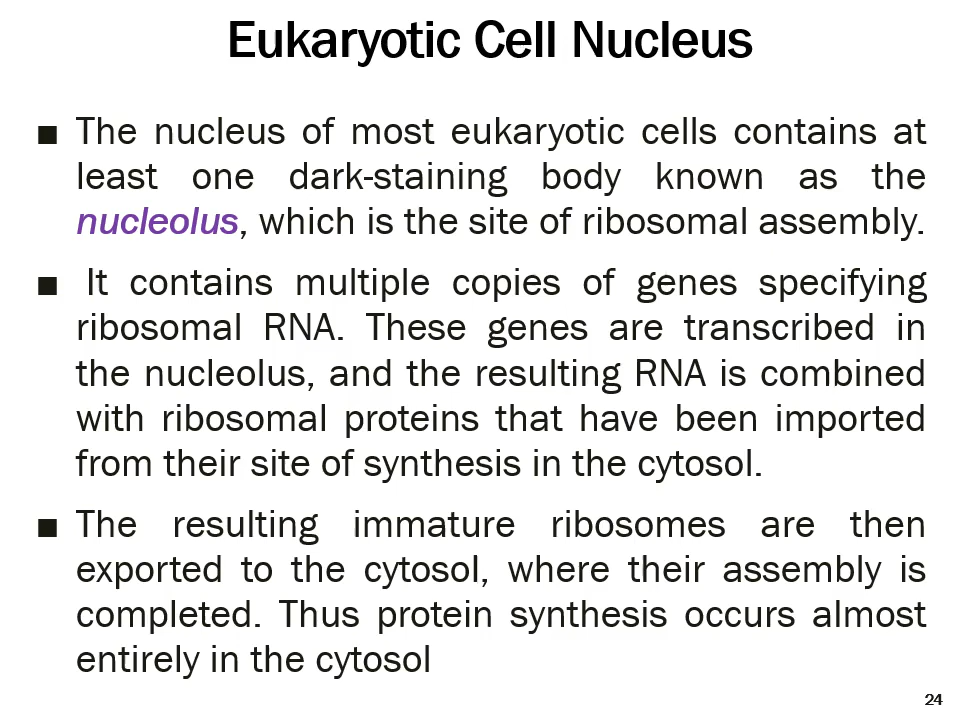 Eukaryotic Cell Nucleus
■ The nucleus of most eukaryotic cells contains at
least one dark-staining body known as the
nucleolus, which is the site of ribosomal assembly.
■ It contains multiple copies of genes specifying
ribosomal RNA. These genes are transcribed in
the nucleolus, and the resulting RNA is combined
with ribosomal proteins that have been imported
from their site of synthesis in the cytosol.
■ The resulting immature ribosomes are then
exported to the cytosol, where their assembly is
completed. Thus protein synthesis occurs almost
entirely in the cytosol
24